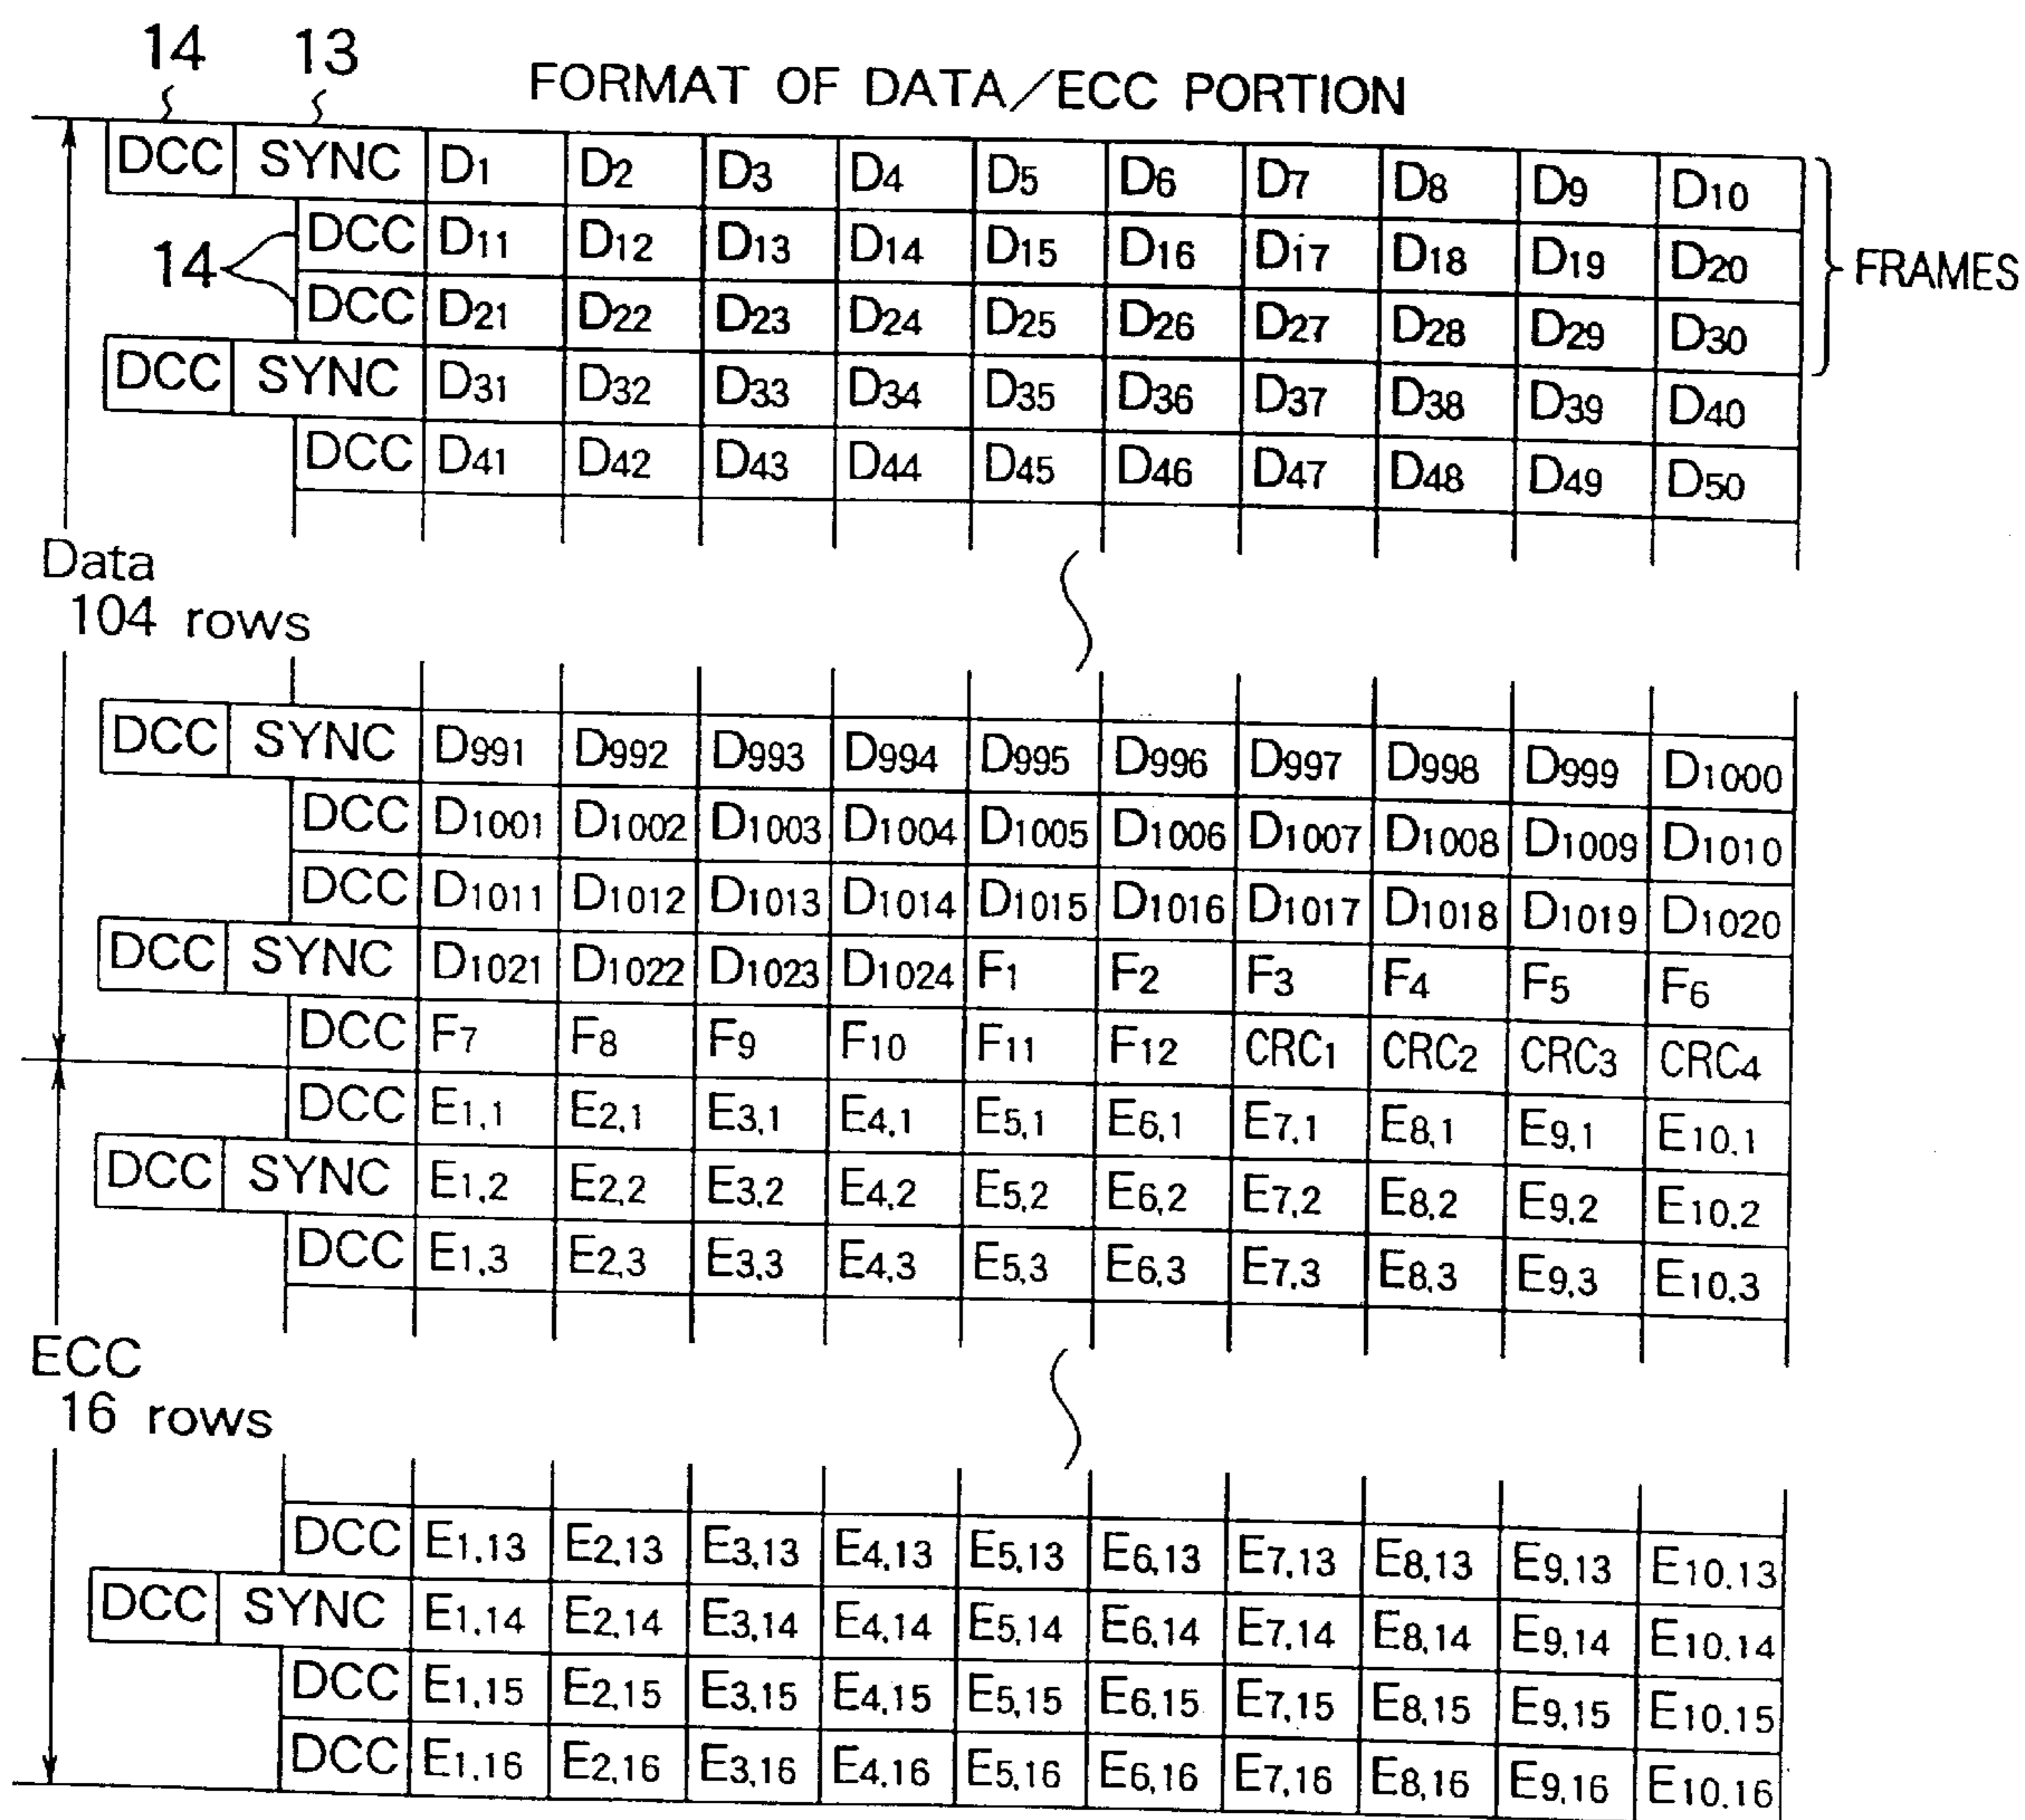 14 13
FORMAT OF DATA/ECC PORTION
DCC SYNC D1 D2 D3 D4 D5 D6 D7 D8 D9 D10
DCC D11 D12 D13 D14 D15 D16 D17 D18 D19 D20
14
FRAMES
DCC D21 D22 D23 D24 D25 D26 D27 D28 D29 D30
DCC SYNC D31 D32 D33 D34 D35 D36 D37 D38 D39 D40
DCC D41 D42 D43 D44 D45 D46 D47 D48 D49 D50
Data
104 rows
DCC SYNC D991 D992 D993 D994 D995 D996 D997 D998 D999 D1000
DCC D1001 D1002 D1003 D1004 D1005 D1006 D1007 D1008 D1009 D1010
DCC D1011 D1012 D1013 D1014 D1015 D1016 D1017 D1018 D1019 D1020
DCC SYNC D1021 D1022 D1023 D1024 F1 F2 F3 F4 F5 F6
DCC F7 F8 F9 F10 F11 F12 CRC1 CRC2 CRC3 CRC4
DCC E1,1 E2,1 E3,1 E4,1 E5,1 E6,1 E7,1 E8,1 E9,1 E10,1
DCC SYNC E1,2 E2,2 E3,2 E4,2 E5,2 E6,2 E7,2 E8,2 E9,2 E10,2
DCC E1,3 E2,3 E3,3 E4,3 E5,3 E6,3 E7,3 E8,3 E9,3 E10,3
ECC
16 rows
DCC E1,13 E2,13 E3,13 E4,13 E5,13 E6,13 E7,13 E8,13 E9,13 E10,13
DCC SYNC E1,14 E2,14 E3,14 E4,14 E5,14 E6,14 E7,14 E8,14 E9,14 E10,14
DCC E1,15 E2,15 E3,15 E4,15 E5,15 E6,15 E7,15 E8,15 E9,15 E10,15
DCC E1,16 E2,16 E3,16 E4,16 E5,16 E6,16 E7,16 E8,16 E9,16 E10,16